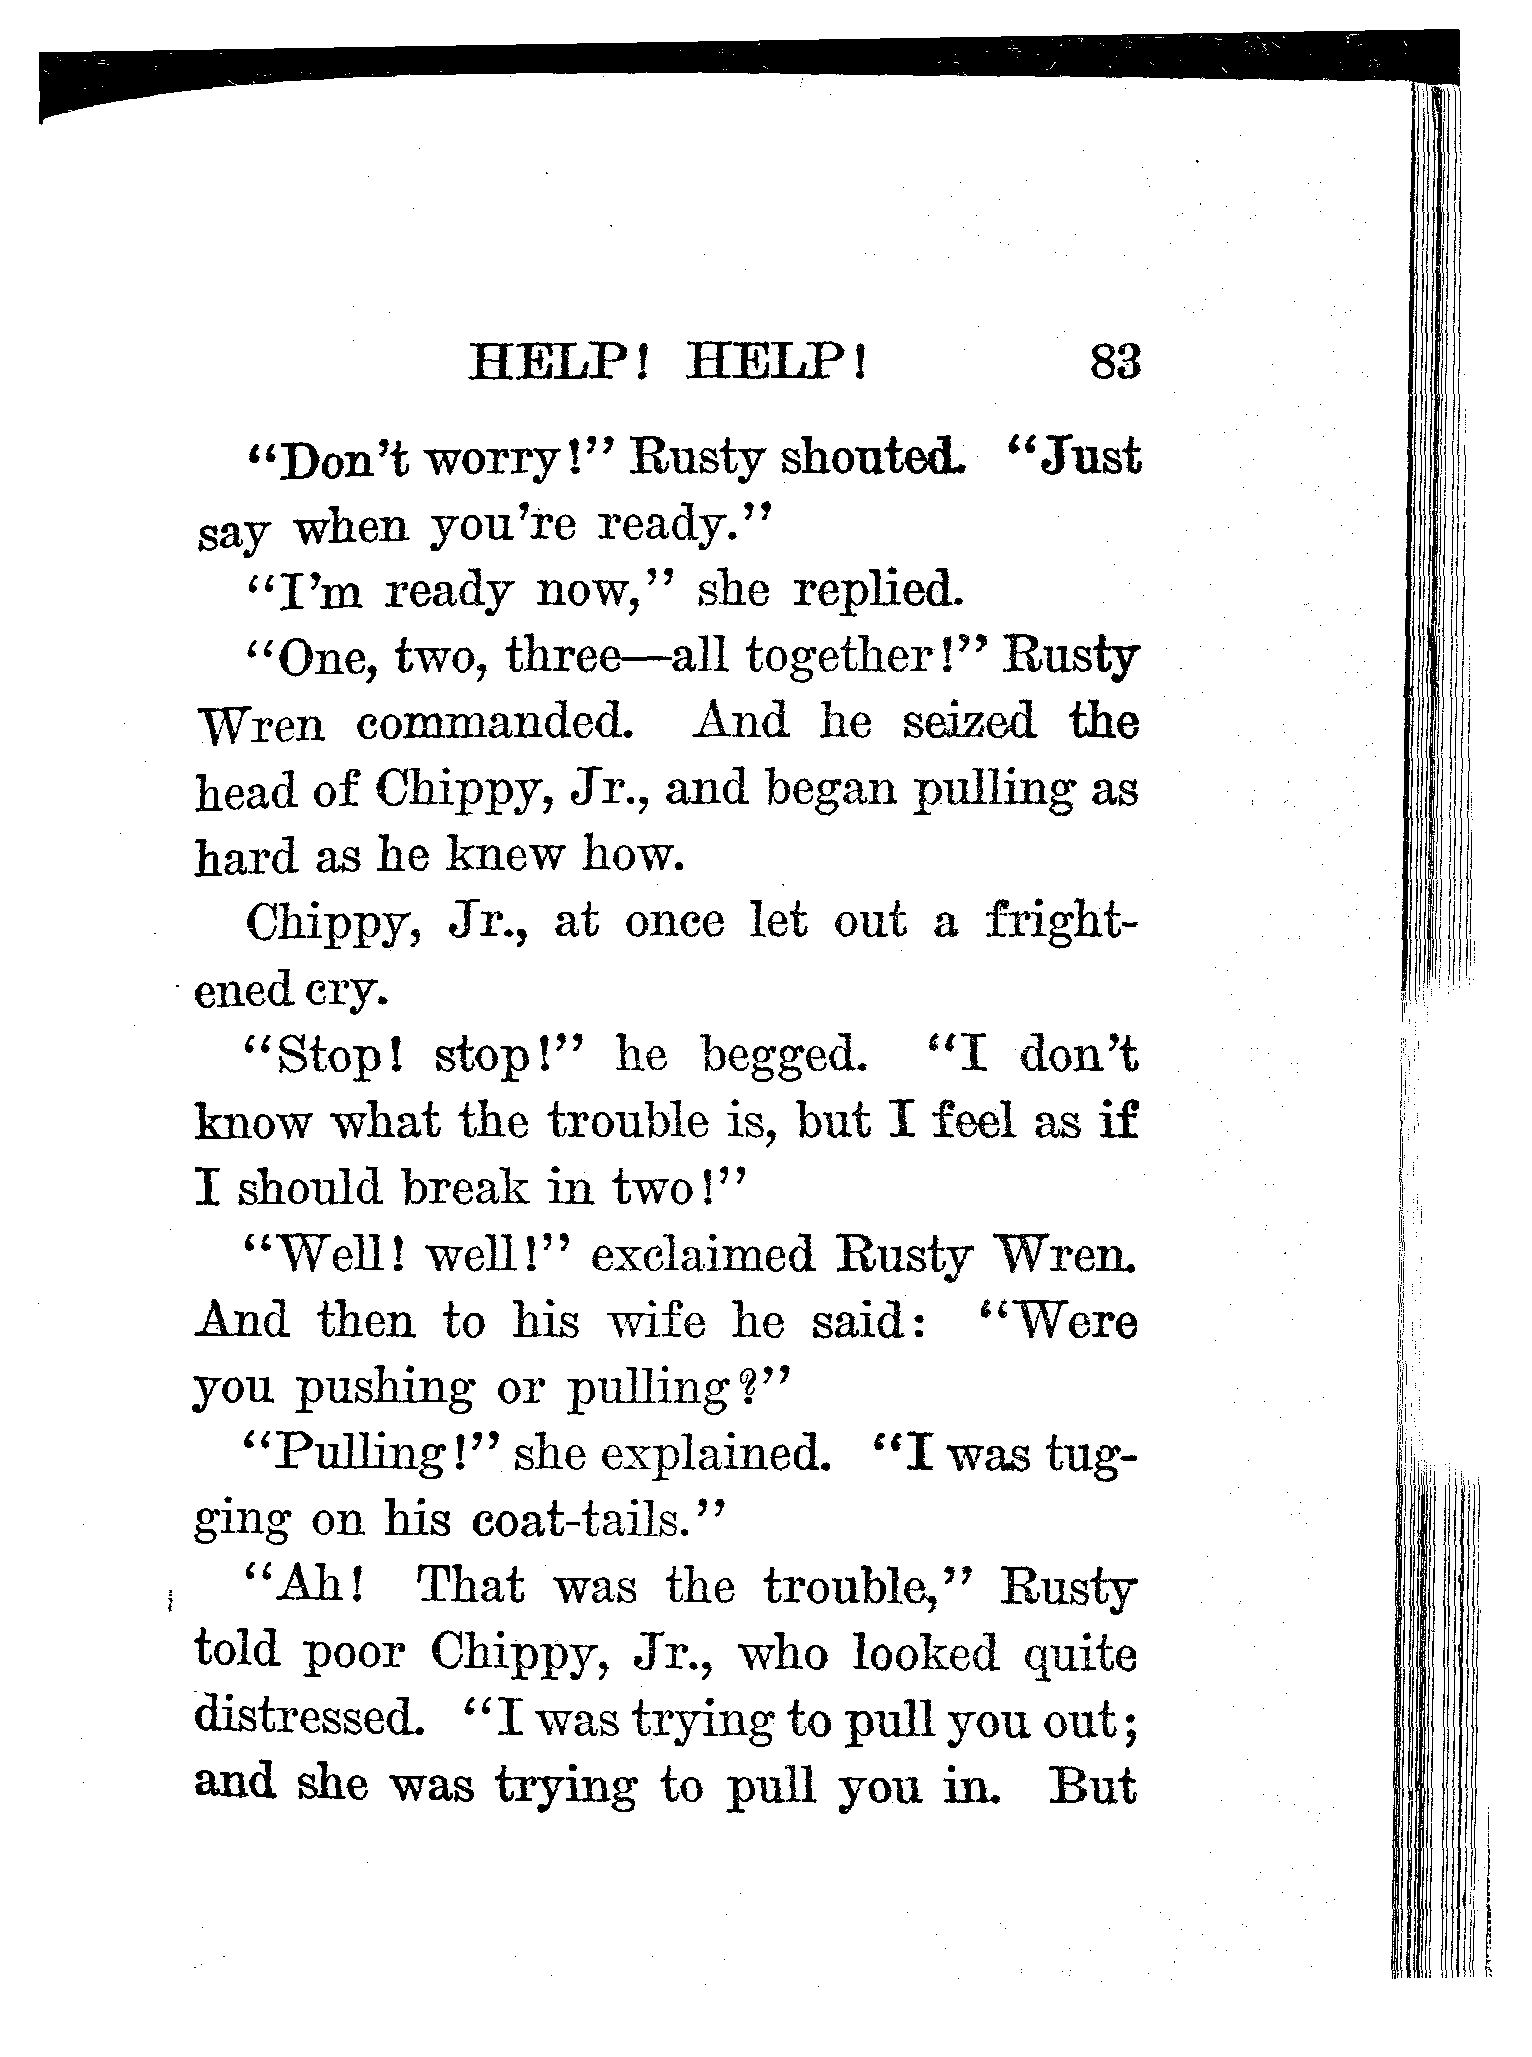 HELP! HELP! 83
"Don't worry!" Rusty shouted. "Just
say when you're ready."
"I'm ready now," she replied.
"One, two, three—all together!" Rusty
Wren commanded. And he seized the
head of Chippy, Jr., and began pulling as
hard as he knew how.
Chippy, Jr., at once let out a fright-
ened cry.
"Stop! stop!" he begged. "I don't
know what the trouble is, but I feel as if
I should break in two!"
"Well! well!" exclaimed Rusty Wren.
And then to his wife he said: "Were
you pushing or pulling?"
"Pulling!" she explained. "I was tug-
ging on his coat-tails."
"Ah! That was the trouble," Rusty
told poor Chippy, Jr., who looked quite
distressed. "I was trying to pull you out;
and she was trying to pull you in. But